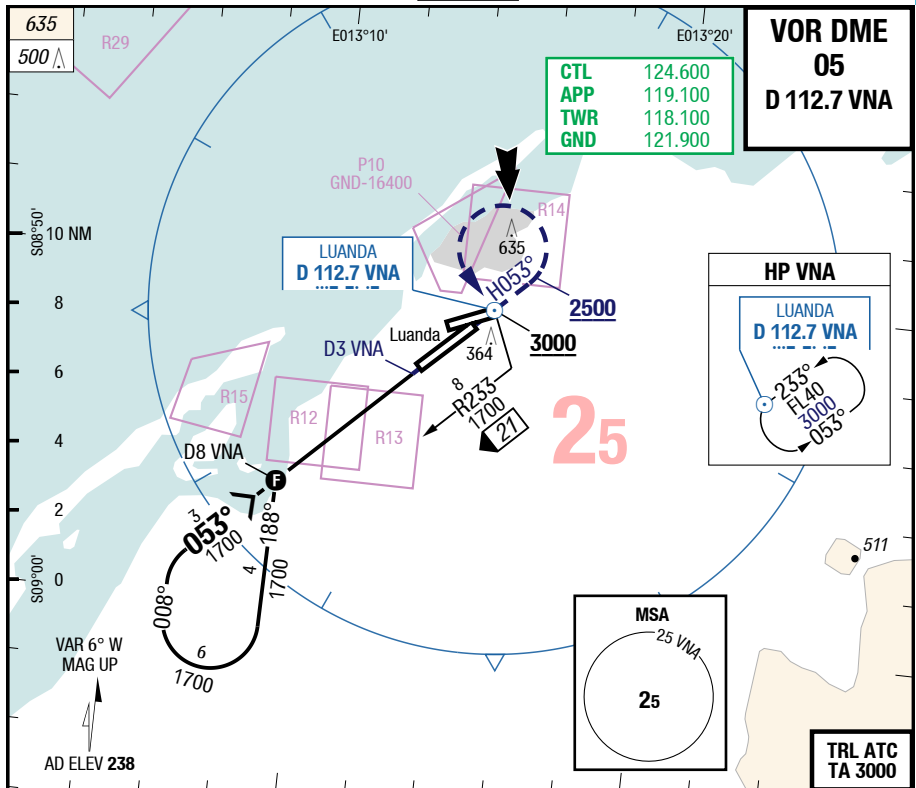 635
500
R29
E013°10'
E013°20'
VOR DME
05
D 112.7 VNA
CTL 124.600
APP 119.100
TWR 118.100
GND 121.900
P10
GND-16400
R14
S08°50'
10 NM
635
LUANDA
D 112.7 VNA
H053°
2500
HP VNA
LUANDA
D 112.7 VNA
233°
FL40
3000
053°
8
Luanda
3000
364
D3 VNA
6
8
R233
1700
21
R15
R12
R13
25
4
D8 VNA
F
2
3
053°
1700
188°
4
1700
511
S09°00'
0
008°
6
1700
MSA
25 VNA
25
VAR 6° W
MAG UP
AD ELEV 238
TRL ATC
TA 3000